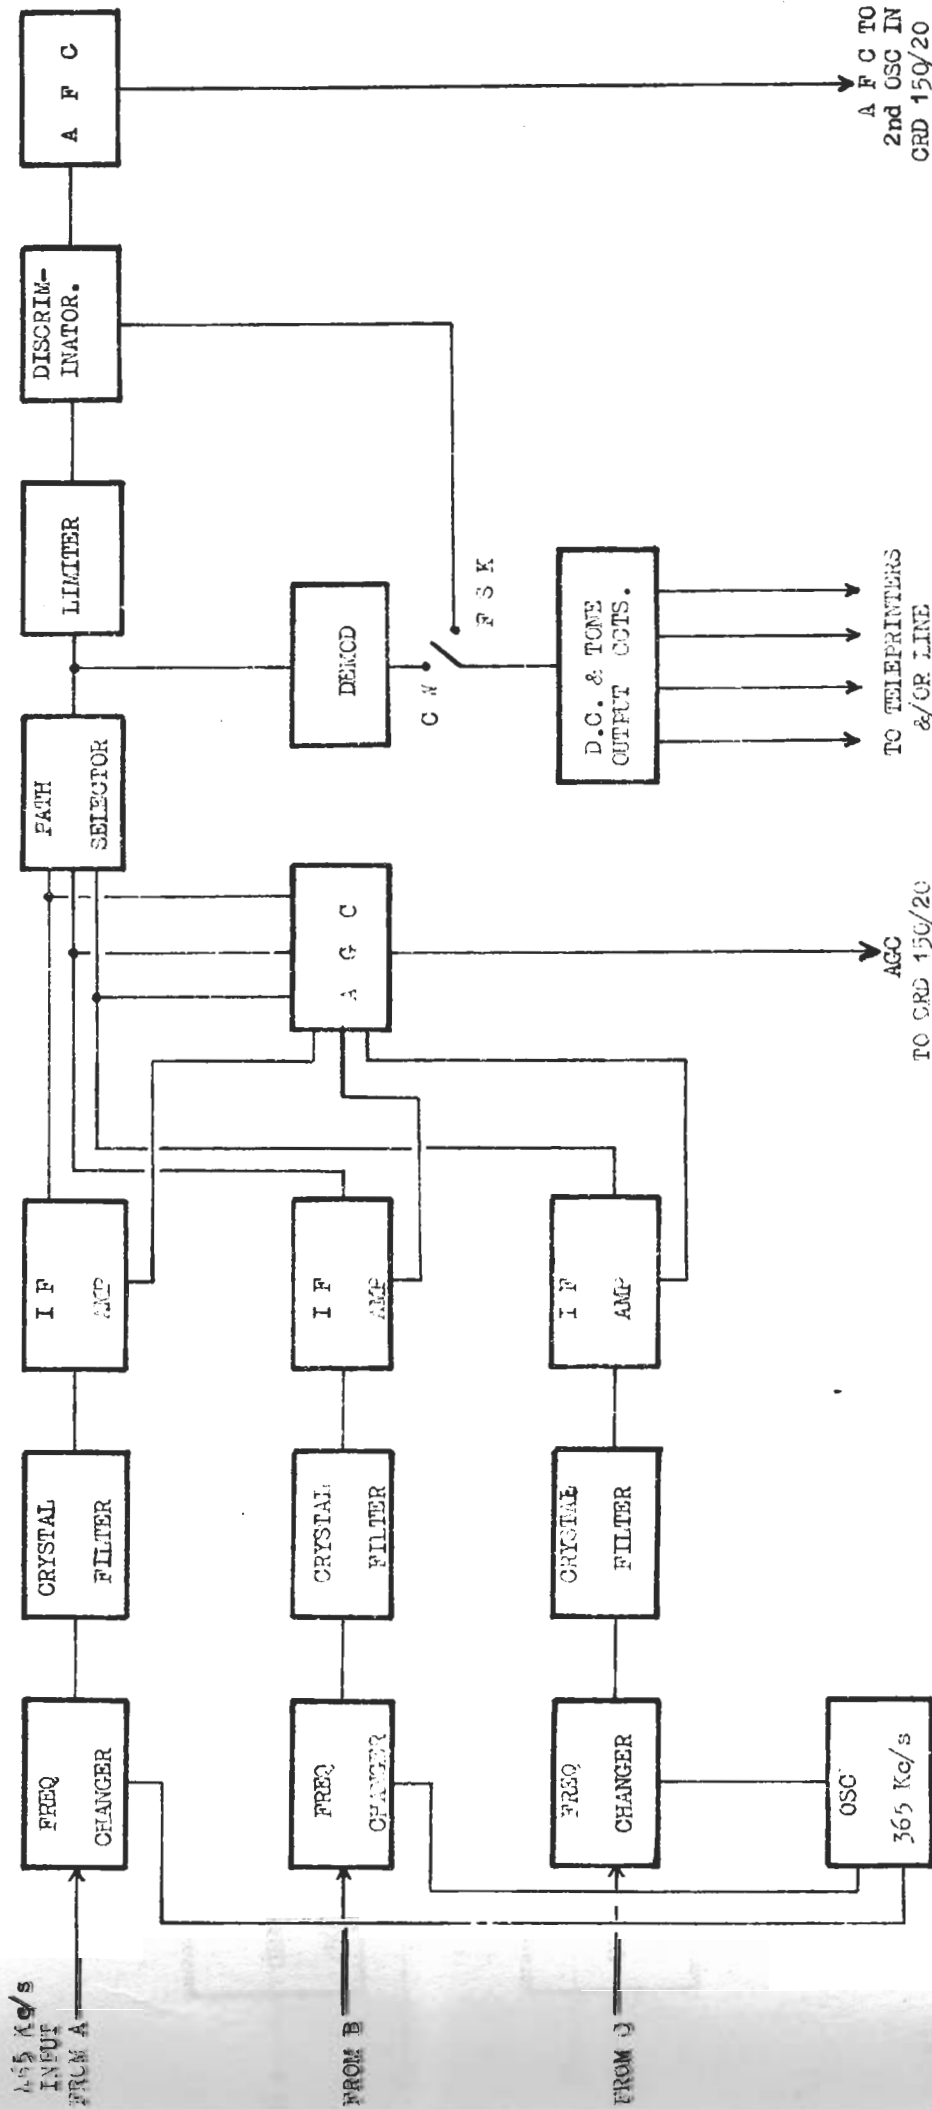 465 Kc/s
INPUT
FROM A
FREQ
CHANGER
CRYSTAL
FILTER
I F
AMP
PATH
SELECTOR
LIMITER
DISCRIM-
INATOR.
A F C
FROM B
FREQ
CHANGER
CRYSTAL
FILTER
I F
AMP
A G C
DEMOD
C W
F S K
FROM C
FREQ
CHANGER
CRYSTAL
FILTER
I F
AMP
D.C. & TONE
OUTPUT CCTS.
OSC
365 Kc/s
AGC
TO CRD 150/20
TO TELEPRINTERS
&/OR LINE
A F C TO
2nd OSC IN
CRD 150/20